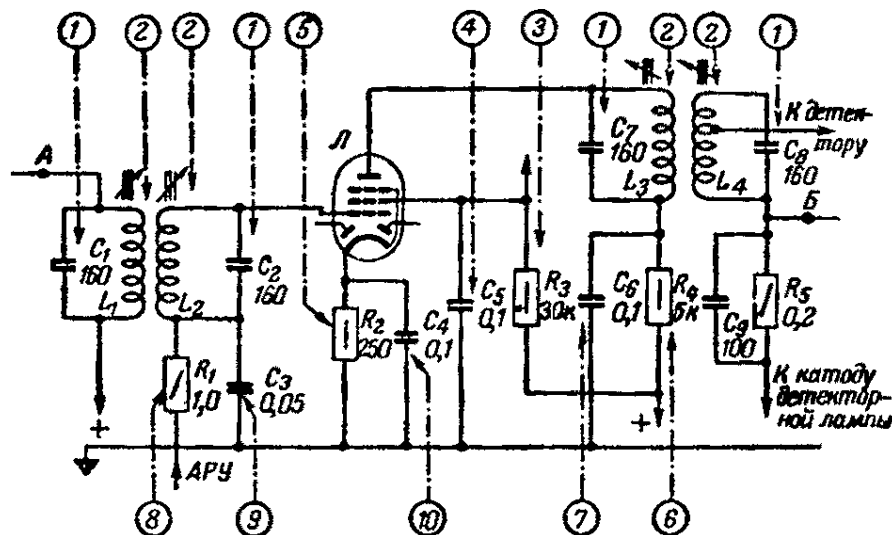 1 2 2 1 5 4 3 1 2 2 1
А
Л
К детек-
тору
C1
160
L1
L2
C2
160
C7
160
L3
L4
C8
160
Б
R1
1,0
C3
0,05
R2
250
C4
0,1
C5
0,1
R3
30к
C6
0,1
R4
5к
C9
100
R5
0,2
+
АРУ
+
К катоду
детектор-
ной лампы
8 9 10 7 6